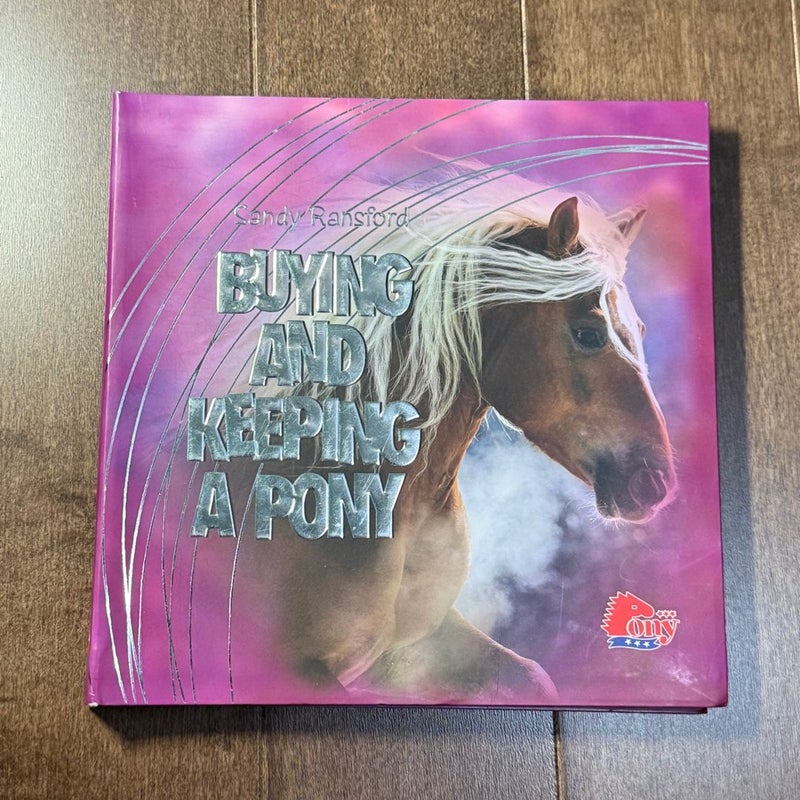 Sandy Ransford
BUYING
AND
KEEPING
A PONY
Pony